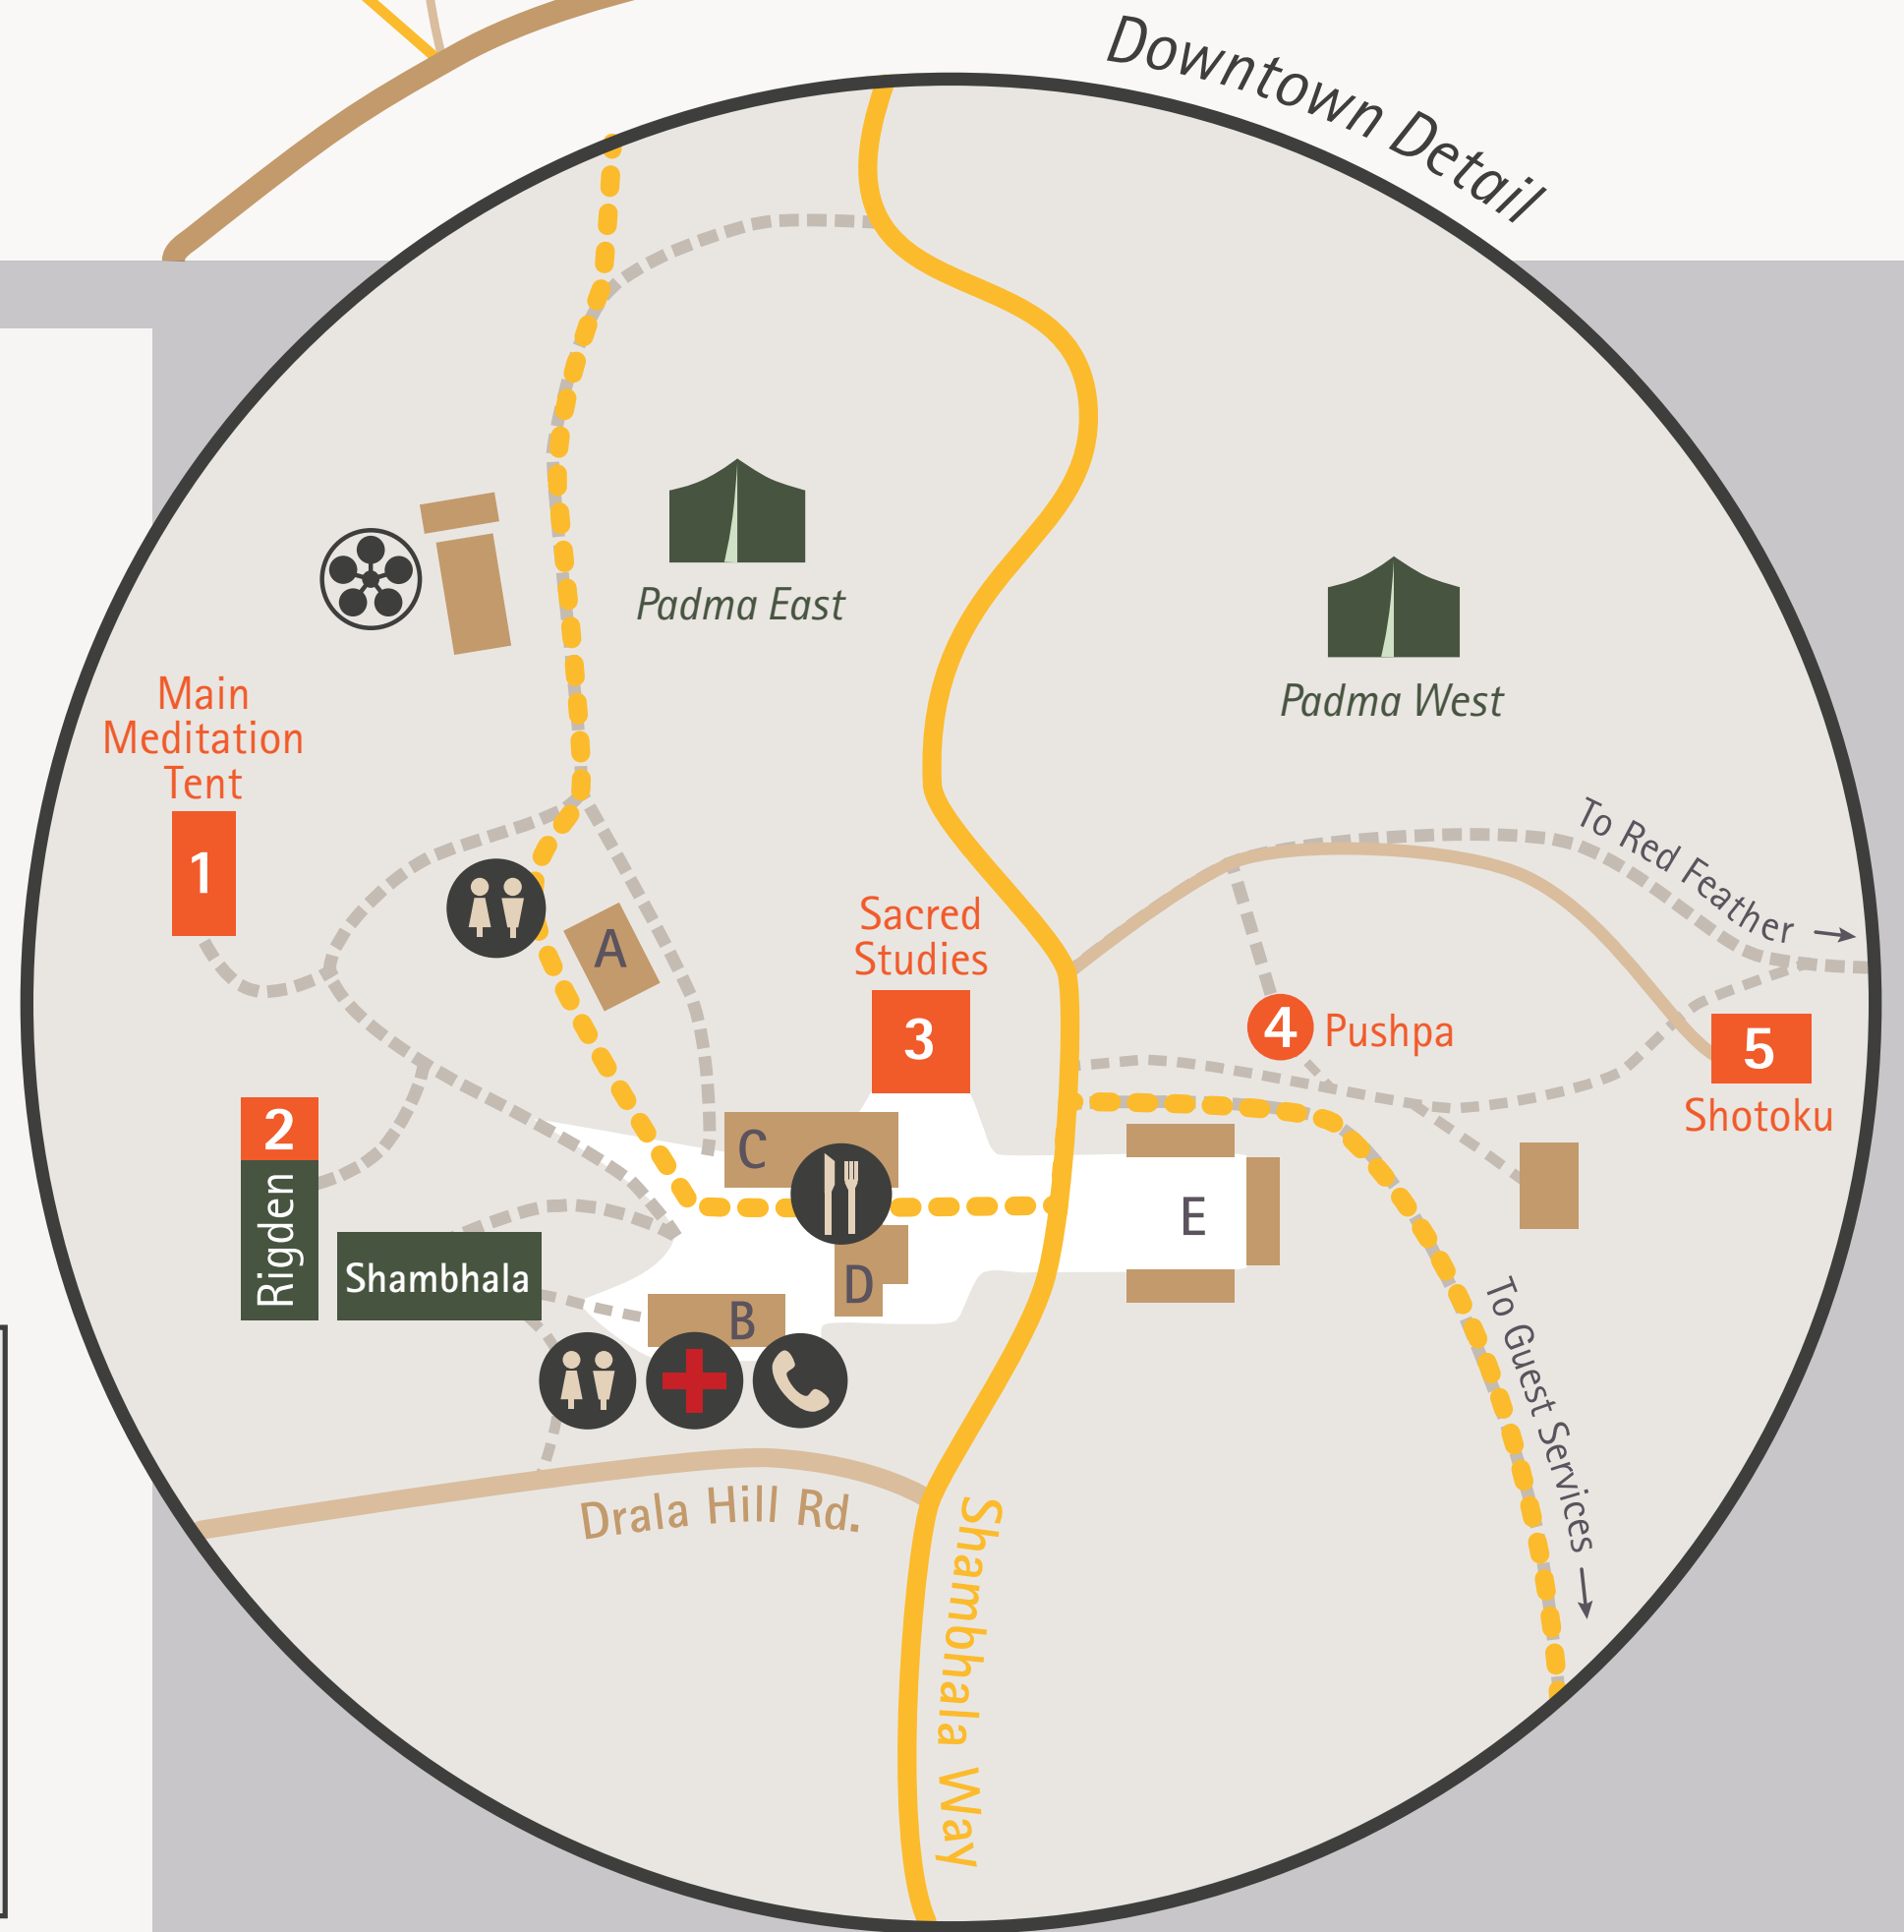 Downtown Detail
Padma East
Padma West
Main
Meditation
Tent
1
To Red Feather
A
Sacred
Studies
3
4
Pushpa
5
Shotoku
2
Rigden
C
E
Shambhala
D
B
To Guest Services
Drala Hill Rd.
Shambhala Way